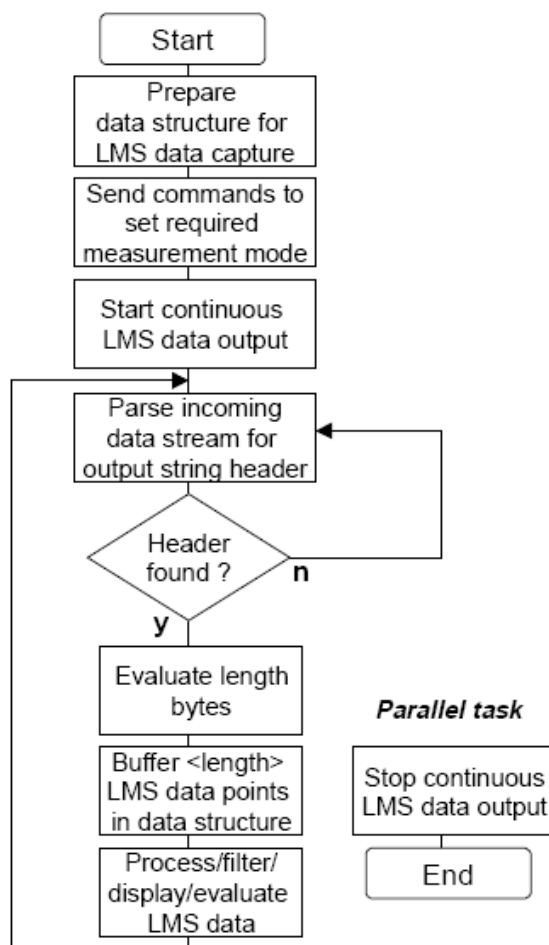 Start
Prepare
data structure for
LMS data capture
Send commands to
set required
measurement mode
Start continuous
LMS data output
Parse incoming
data stream for
output string header
Header
found ?
n
y
Evaluate length
bytes
Buffer <length>
LMS data points
in data structure
Process/filter/
display/evaluate
LMS data
Parallel task
Stop continuous
LMS data output
End